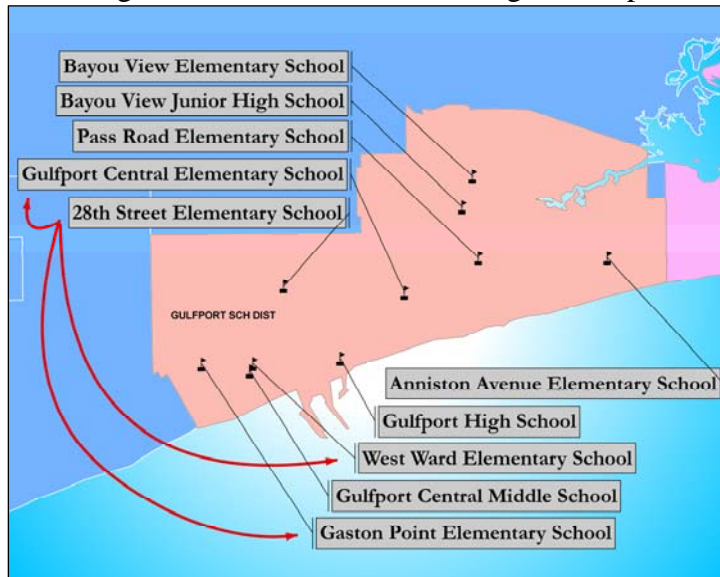 Bayou View Elementary School
Bayou View Junior High School
Pass Road Elementary School
Gulfport Central Elementary School
28th Street Elementary School
GULFPORT SCH DIST
Anniston Avenue Elementary School
Gulfport High School
West Ward Elementary School
Gulfport Central Middle School
Gaston Point Elementary School